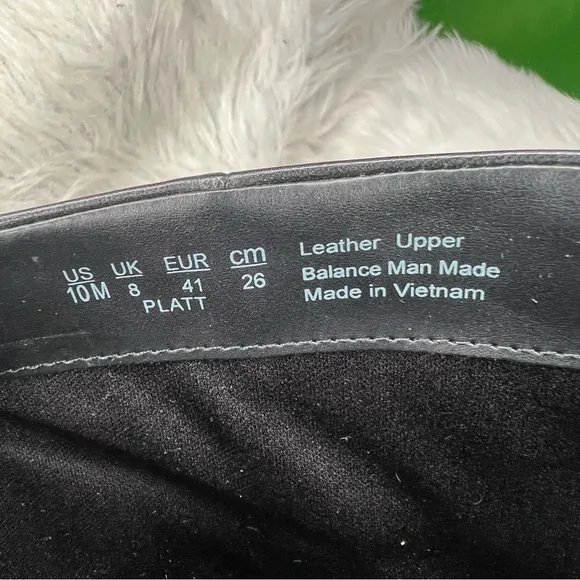 US UK EUR cm
10M 8 41 26
PLATT
Leather Upper
Balance Man Made
Made in Vietnam